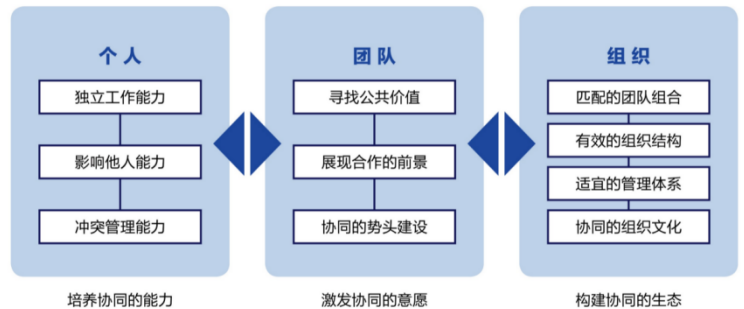 个人
独立工作能力
影响他人能力
冲突管理能力
培养协同的能力
团队
寻找公共价值
展现合作的前景
协同的势头建设
激发协同的意愿
组织
匹配的团队组合
有效的组织结构
适宜的管理体系
协同的组织文化
构建协同的生态